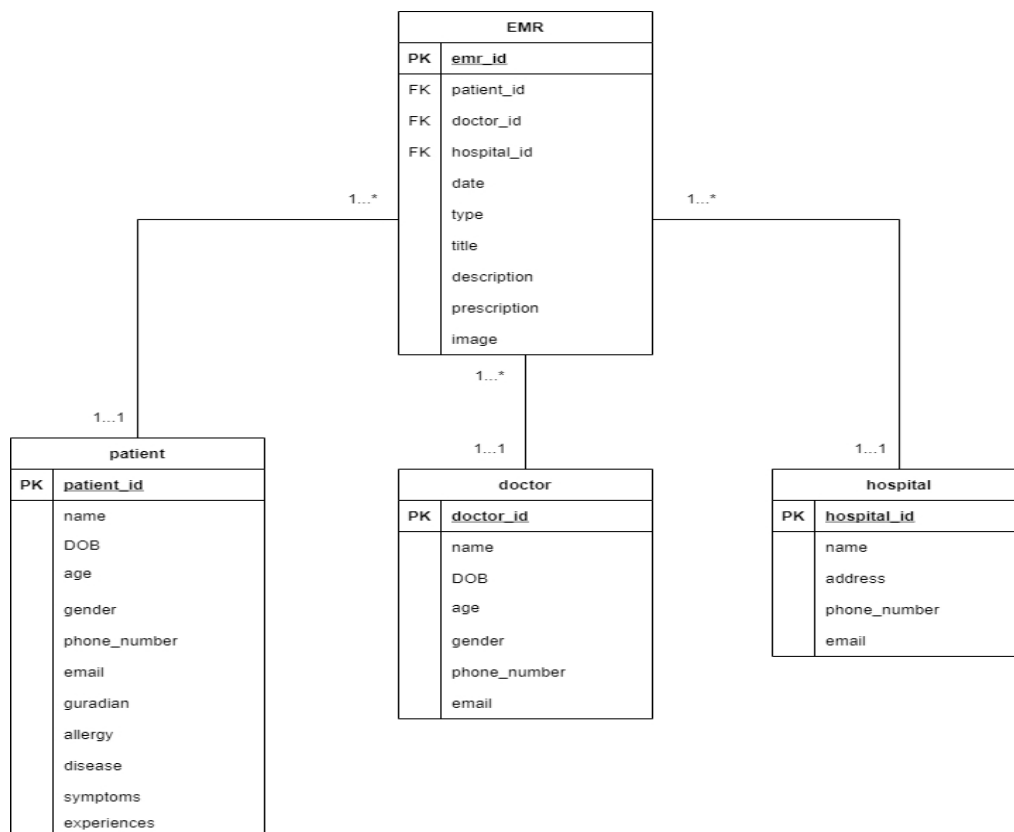 EMR
PK emr_id
FK patient_id
FK doctor_id
FK hospital_id
date
type
title
description
prescription
image
1...*
1...*
1...*
1...1
1...1
1...1
patient
PK patient_id
name
DOB
age
gender
phone_number
email
guradian
allergy
disease
symptoms
experiences
doctor
PK doctor_id
name
DOB
age
gender
phone_number
email
hospital
PK hospital_id
name
address
phone_number
email